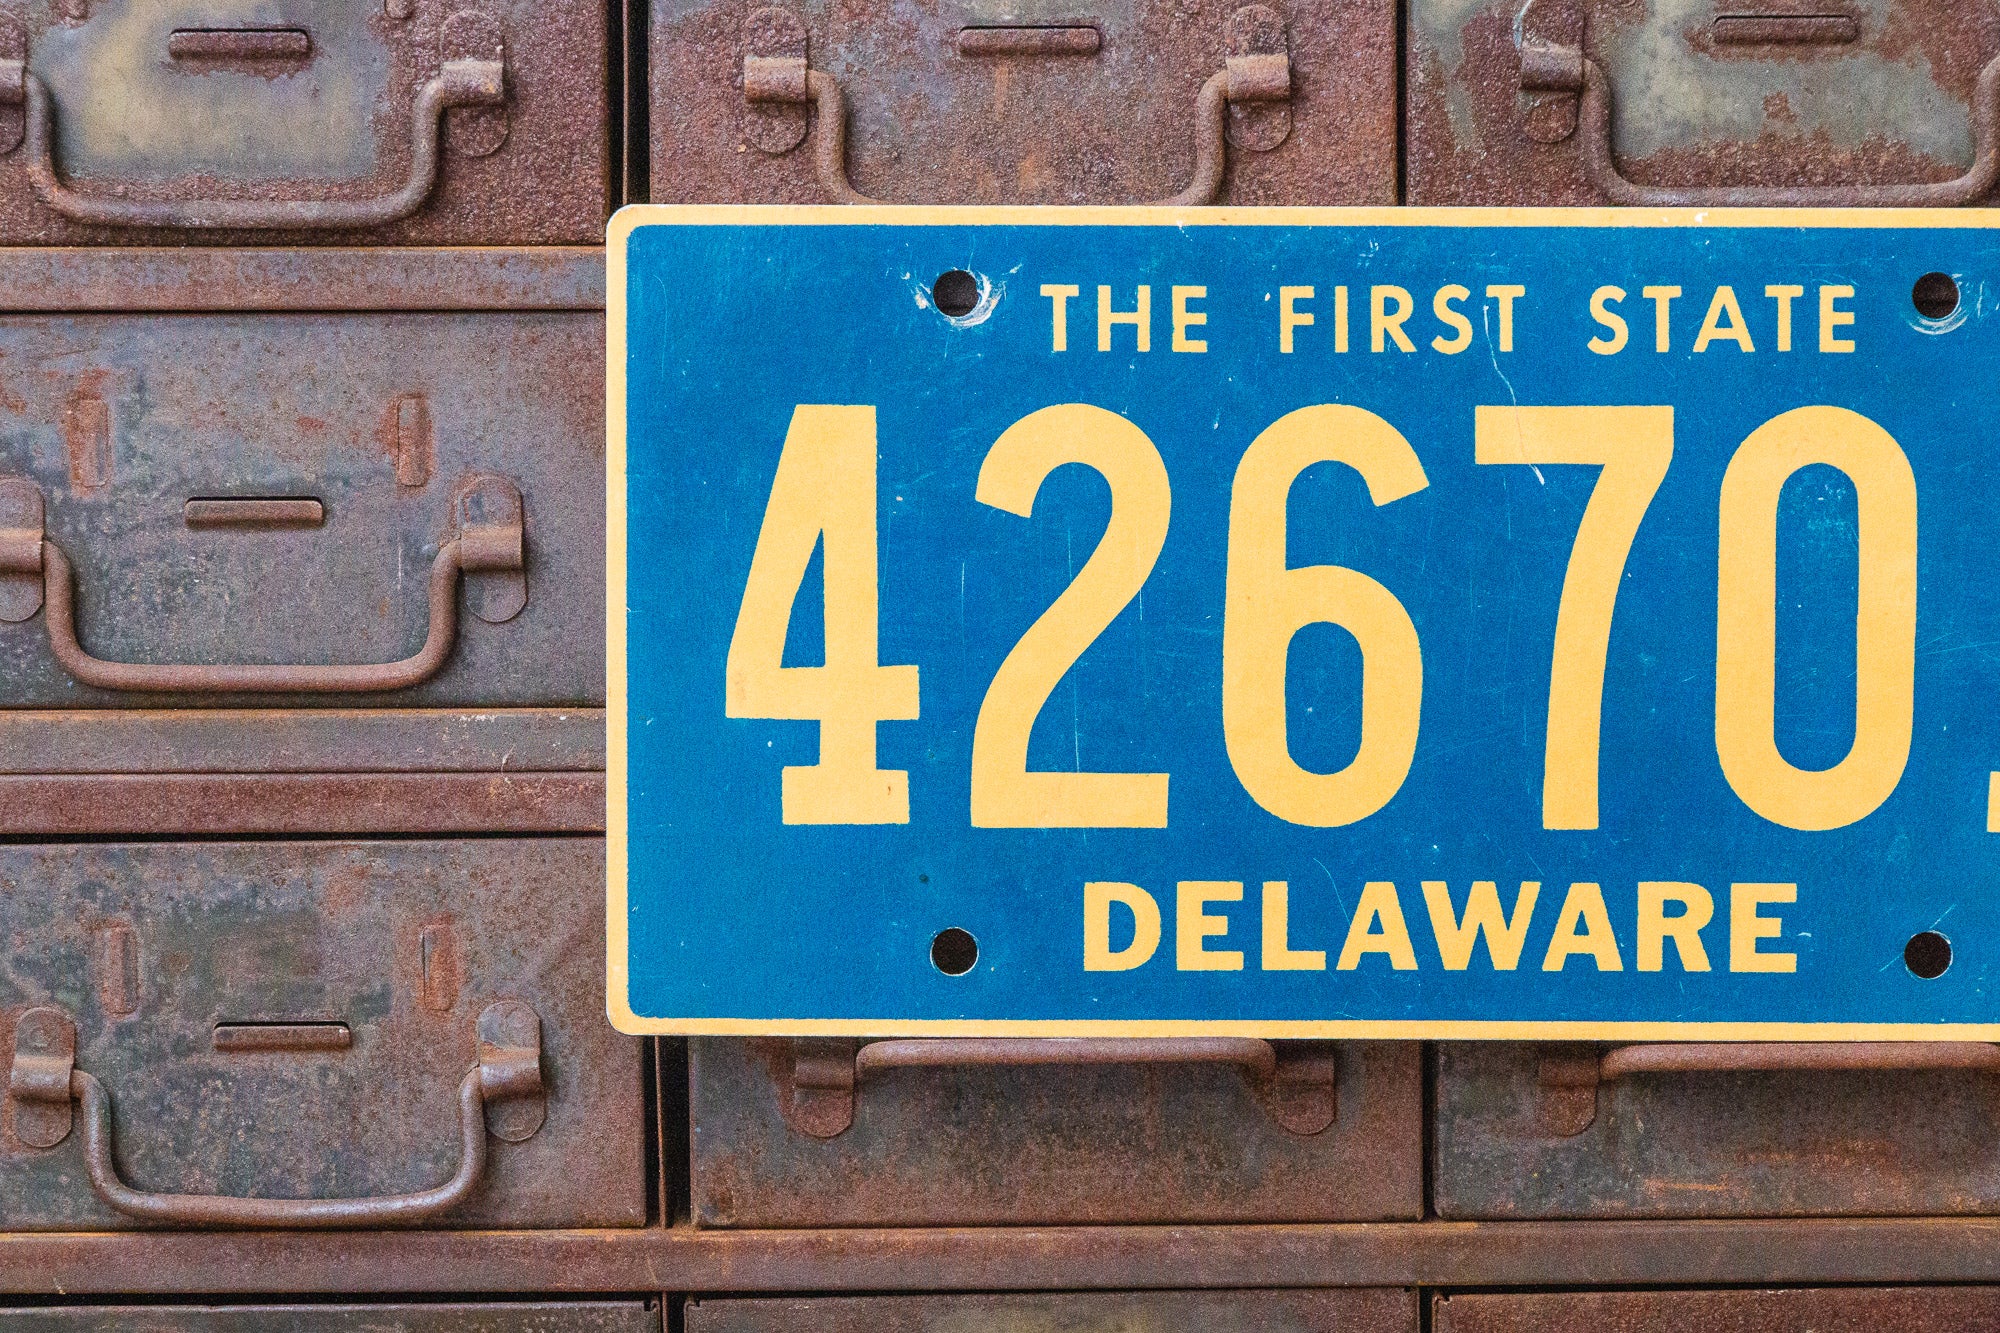 THE FIRST STATE
42670
DELAWARE